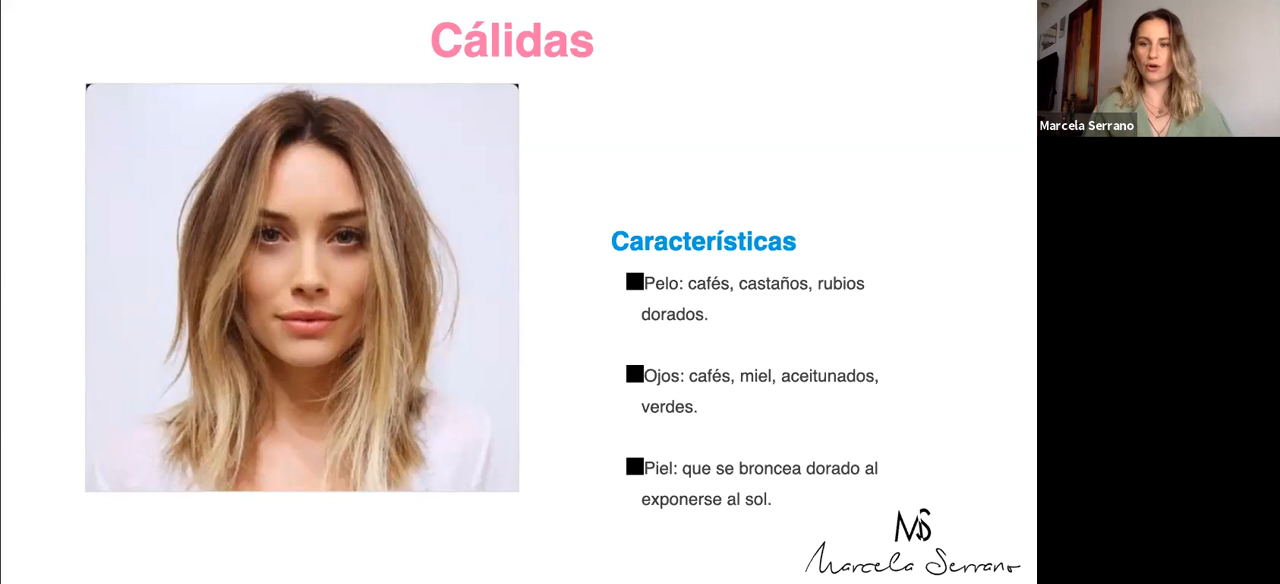 Cálidas
Marcela Serrano
Características
Pelo: cafés, castaños, rubios
dorados.
Ojos: cafés, miel, aceitunados,
verdes.
Piel: que se broncea dorado al
exponerse al sol.
MS
Marcela Serrano